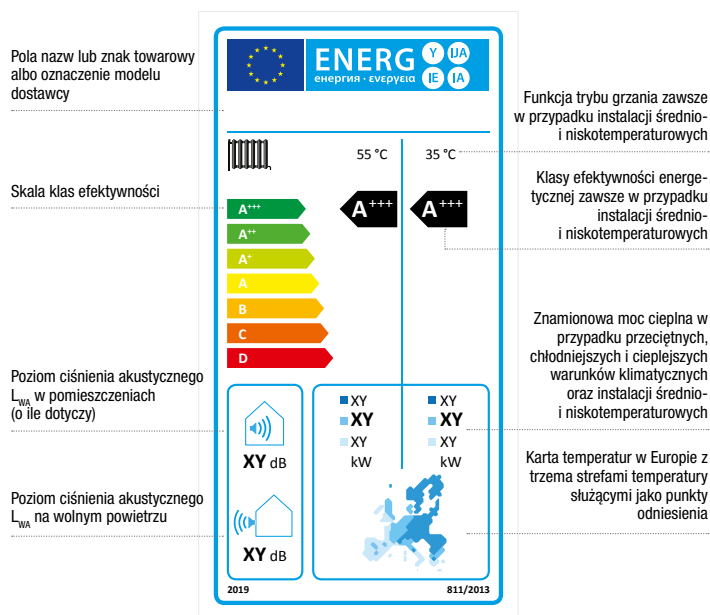 Pola nazw lub znak towarowy
albo oznaczenie modelu
dostawcy
Skala klas efektywności
Poziom ciśnienia akustycznego
LWA w pomieszczeniach
(o ile dotyczy)
Poziom ciśnienia akustycznego
LWA na wolnym powietrzu
ENERG
енергия · ενεργεια
Y
IJA
IE
IA
55 °C
35 °C
A+++
A++
A+
A
B
C
D
A+++
A+++
XY dB
XY dB
XY
XY
XY
kW
XY
XY
XY
kW
2019
811/2013
Funkcja trybu grzania zawsze
w przypadku instalacji średnio-
i niskotemperaturowych
Klasy efektywności energe-
tycznej zawsze w przypadku
instalacji średnio-
i niskotemperaturowych
Znamionowa moc cieplna w
przypadku przeciętnych,
chłodniejszych i cieplejszych
warunków klimatycznych
oraz instalacji średnio-
i niskotemperaturowych
Karta temperatur w Europie z
trzema strefami temperatury
służącymi jako punkty
odniesienia